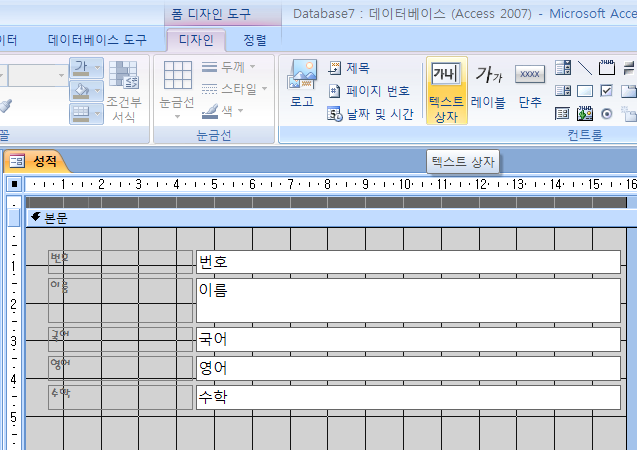 폼 디자인 도구
Database7 : 데이터베이스 (Access 2007) - Microsoft Acce
이터 데이터베이스 도구 디자인 정렬
가
조건부
서식
꼴
눈금선
두께
스타일
색
눈금선
로고
제목
페이지 번호
날짜 및 시간
가나
텍스트
상자
가가
레이블
XXXX
단추
컨트롤
성적
텍스트 상자
1 2 3 4 5 6 7 8 9 10 11 12 13 14 15 16
본문
1
2
3
4
5
번호 번호
이름 이름
국어 국어
영어 영어
수학 수학